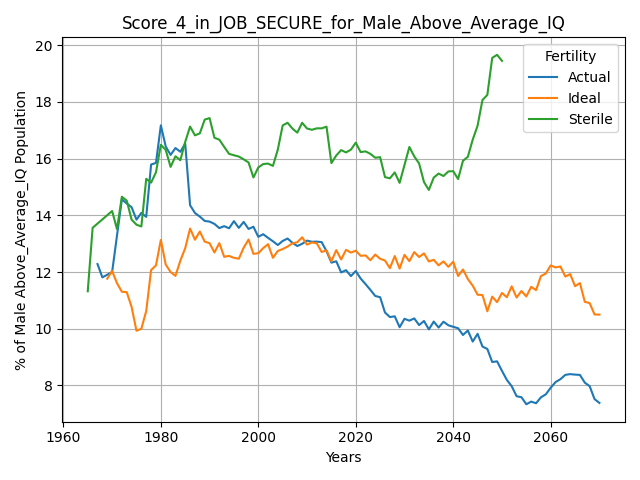 Score_4_in_JOB_SECURE_for_Male_Above_Average_IQ
% of Male Above_Average_IQ Population
20
18
16
14
12
10
8
Fertility
Actual
Ideal
Sterile
1960 1980 2000 2020 2040 2060
Years